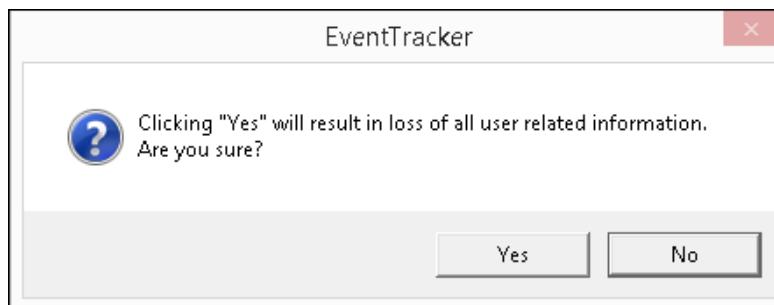 EventTracker
Clicking "Yes" will result in loss of all user related information.
Are you sure?
Yes
No